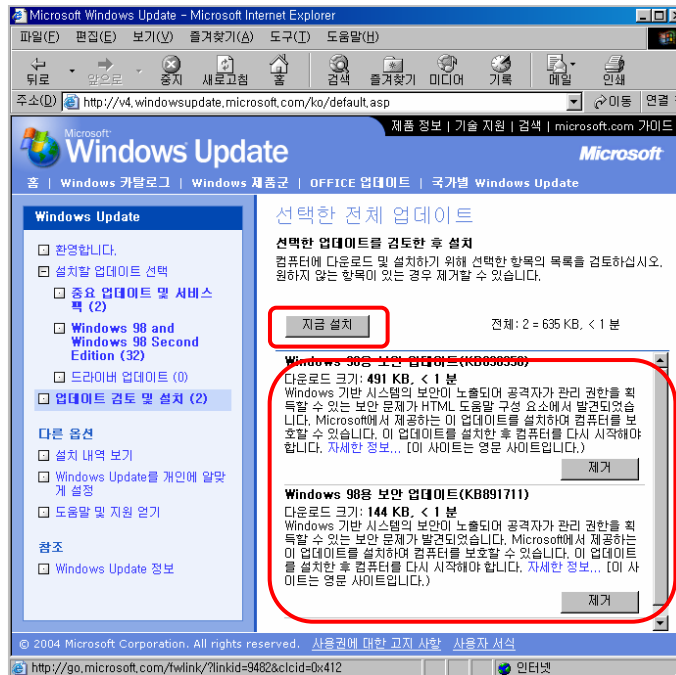 Microsoft Windows Update - Microsoft Internet Explorer
파일(F) 편집(E) 보기(V) 즐겨찾기(A) 도구(T) 도움말(H)
뒤로 앞으로 중지 새로고침 홈 검색 즐겨찾기 미디어 기록 메일 인쇄
주소(D) http://v4.windowsupdate.microsoft.com/ko/default.asp 이동 연결
제품 정보 | 기술 지원 | 검색 | microsoft.com 가이드
Microsoft
Windows Update
Microsoft
홈 | Windows 카탈로그 | Windows 제품군 | OFFICE 업데이트 | 국가별 Windows Update
Windows Update
환영합니다.
설치할 업데이트 선택
중요 업데이트 및 서비스
팩 (2)
Windows 98 and
Windows 98 Second
Edition (32)
드라이버 업데이트 (0)
업데이트 검토 및 설치 (2)
다른 옵션
설치 내역 보기
Windows Update를 개인에 알맞
게 설정
도움말 및 지원 얻기
참조
Windows Update 정보
선택한 전체 업데이트
선택한 업데이트를 검토한 후 설치
컴퓨터에 다운로드 및 설치하기 위해 선택한 항목의 목록을 검토하십시오.
원하지 않는 항목이 있는 경우 제거할 수 있습니다.
지금 설치 전체: 2 = 635 KB, < 1 분
Windows 98용 보안 업데이트(KB890958)
다운로드 크기: 491 KB, < 1 분
Windows 기반 시스템의 보안이 노출되어 공격자가 관리 권한을 획
득할 수 있는 보안 문제가 HTML 도움말 구성 요소에서 발견되었습
니다. Microsoft에서 제공하는 이 업데이트를 설치하여 컴퓨터를 보
호할 수 있습니다. 이 업데이트를 설치한 후 컴퓨터를 다시 시작해야
합니다. 자세한 정보... [이 사이트는 영문 사이트입니다.)
제거
Windows 98용 보안 업데이트(KB891711)
다운로드 크기: 144 KB, < 1 분
Windows 기반 시스템의 보안이 노출되어 공격자가 관리 권한을 획
득할 수 있는 보안 문제가 발견되었습니다. Microsoft에서 제공하는
이 업데이트를 설치하여 컴퓨터를 보호할 수 있습니다. 이 업데이트
를 설치한 후 컴퓨터를 다시 시작해야 합니다. 자세한 정보... [이 사
이트는 영문 사이트입니다.)
제거
© 2004 Microsoft Corporation. All rights reserved. 사용권에 대한 고지 사항 사용자 서식
http://go.microsoft.com/fwlink/?linkid=9482&clcid=0x412 인터넷